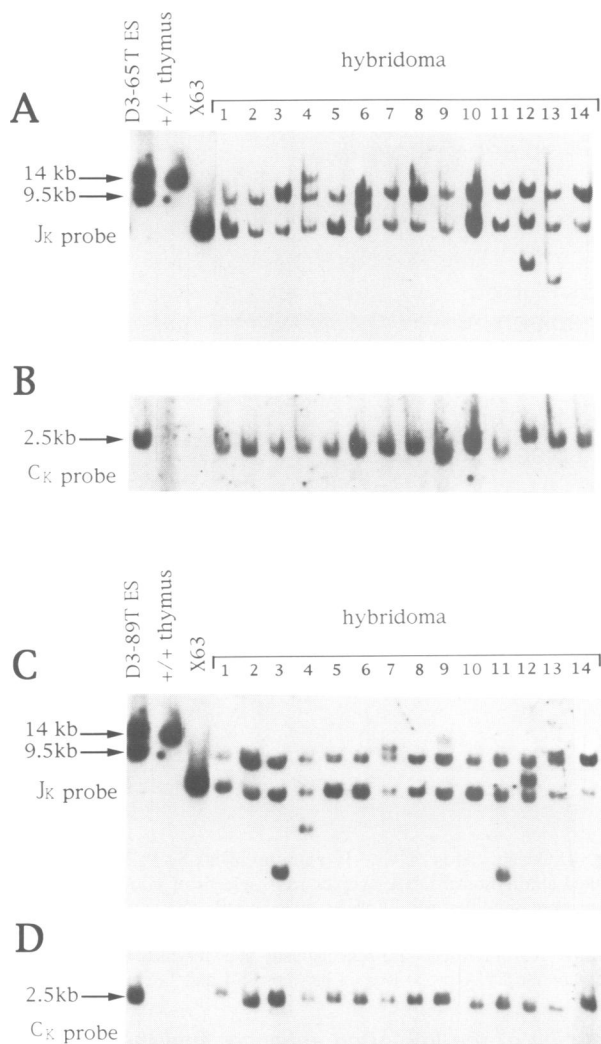 D3-65T ES
+/+ thymus
X63
hybridoma
A
1 2 3 4 5 6 7 8 9 10 11 12 13 14
14 kb
9.5kb
Jκ probe
B
2.5kb
Cκ probe
D3-89T ES
+/+ thymus
X63
hybridoma
C
1 2 3 4 5 6 7 8 9 10 11 12 13 14
14 kb
9.5kb
Jκ probe
D
2.5kb
Cκ probe